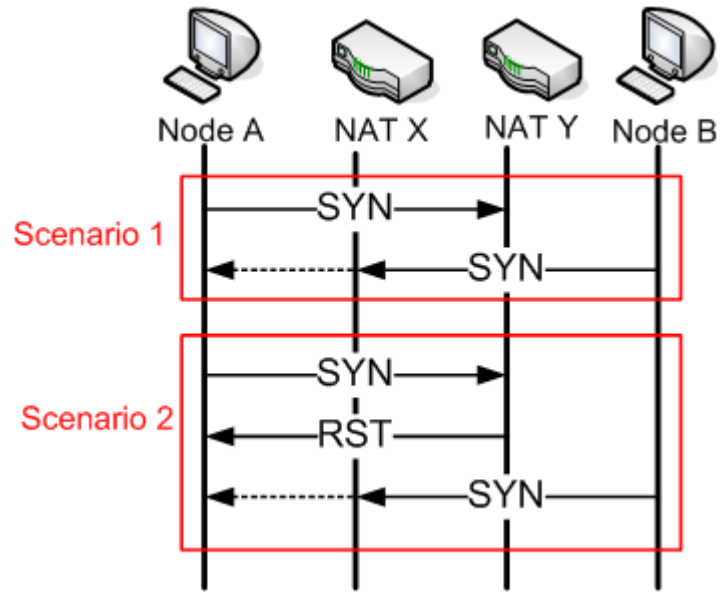 Node A NAT X NAT Y Node B
Scenario 1
SYN
SYN
Scenario 2
SYN
RST
SYN